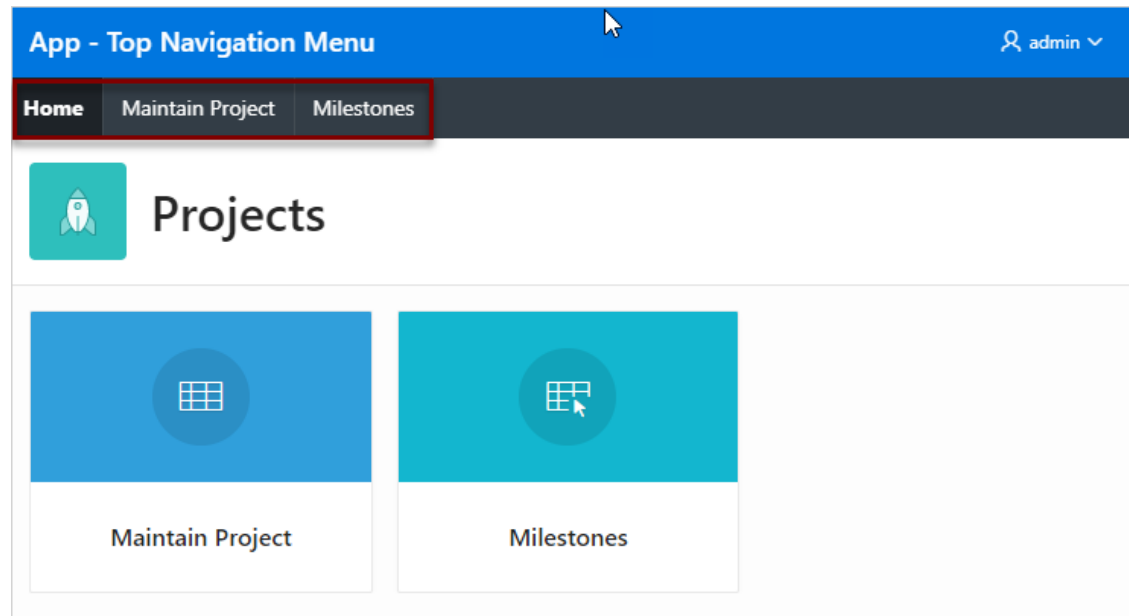 App - Top Navigation Menu admin
Home Maintain Project Milestones
Projects
Maintain Project Milestones